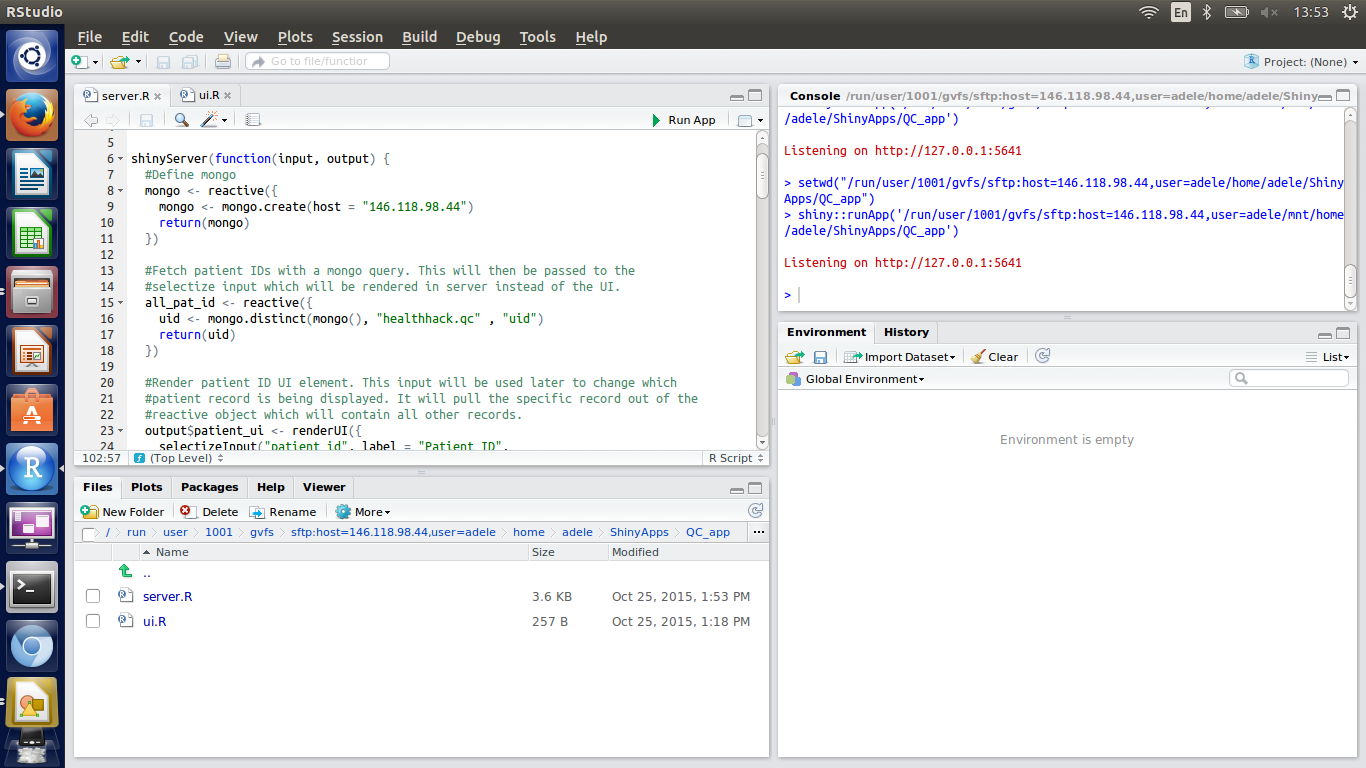 RStudio
En
13:53
File Edit Code View Plots Session Build Debug Tools Help
Go to file/function
Project: (None)
server.R
ui.R
Run App
5
6 shinyServer(function(input, output) {
7 #Define mongo
8 mongo <- reactive({
9 mongo <- mongo.create(host = "146.118.98.44")
10 return(mongo)
11 })
12
13 #Fetch patient IDs with a mongo query. This will then be passed to the
14 #selectize input which will be rendered in server instead of the UI.
15 all_pat_id <- reactive({
16 uid <- mongo.distinct(mongo(), "healthhack.qc" , "uid")
17 return(uid)
18 })
19
20 #Render patient ID UI element. This input will be used later to change which
21 #patient record is being displayed. It will pull the specific record out of the
22 #reactive object which will contain all other records.
23 output$patient_ui <- renderUI({
24 selectizeInput("patient_id", label = "Patient ID",
102:57 (Top Level) R Script
Console /run/user/1001/gvfs/sftp:host=146.118.98.44,user=adele/home/adele/Shiny
/adele/ShinyApps/QC_app')
Listening on http://127.0.0.1:5641
> setwd("/run/user/1001/gvfs/sftp:host=146.118.98.44,user=adele/home/adele/Shiny
Apps/QC_app")
> shiny::runApp('/run/user/1001/gvfs/sftp:host=146.118.98.44,user=adele/mnt/home
/adele/ShinyApps/QC_app')
Listening on http://127.0.0.1:5641
>
Environment History
Import Dataset Clear List
Global Environment
Environment is empty
Files Plots Packages Help Viewer
New Folder Delete Rename More
/ run user 1001 gvfs sftp:host=146.118.98.44,user=adele home adele ShinyApps QC_app ...
Name Size Modified
..
server.R 3.6 KB Oct 25, 2015, 1:53 PM
ui.R 257 B Oct 25, 2015, 1:18 PM